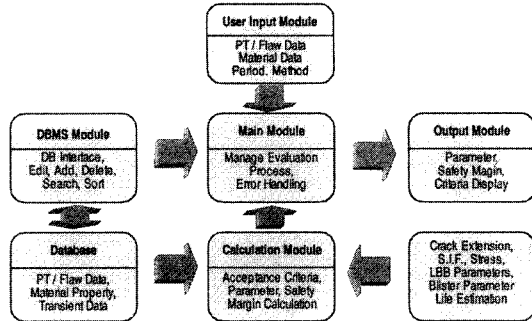 User Input Module
PT / Flaw Data
Material Data
Period. Method
DBMS Module
DB Interlace,
Edit, Add, Delete,
Search, Sort
Main Module
Manage Evaluation
Process,
Error Handling
Output Module
Parameter,
Safety Magin,
Criteria Display
Database
PT / Flaw Data,
Material Property,
Transient Data
Calculation Module
Acceptance Criteria,
Parameter, Safety
Margin Calculation
Crack Extension,
S.I.F., Stress,
LBB Parameters,
Blister Parameter
Life Estimation